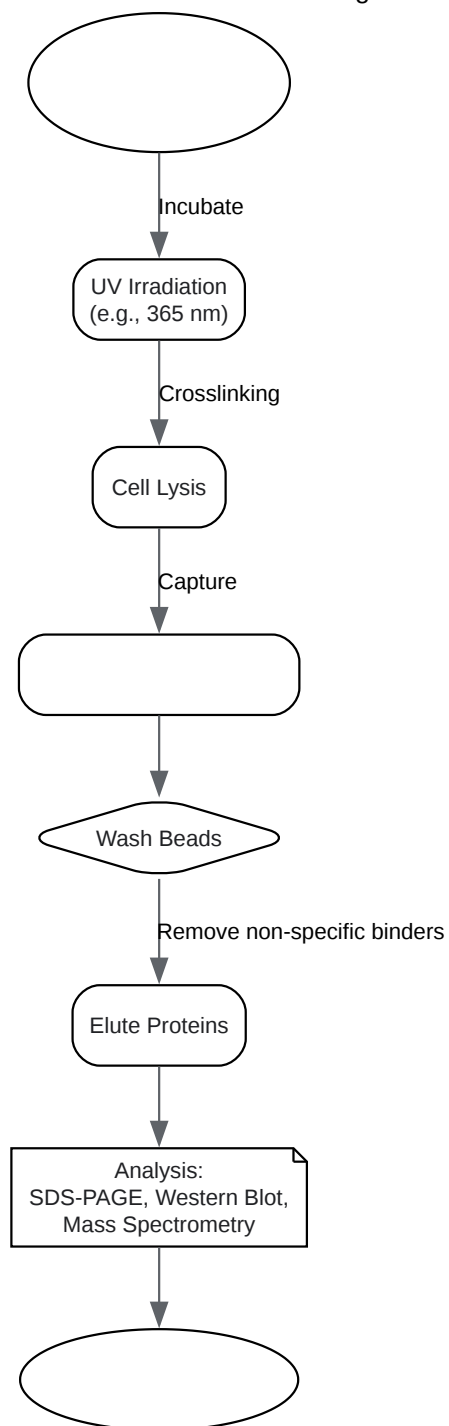 Incubate
UV Irradiation
(e.g., 365 nm)
Crosslinking
Cell Lysis
Capture
Wash Beads
Remove non-specific binders
Elute Proteins
Analysis:
SDS-PAGE, Western Blot,
Mass Spectrometry